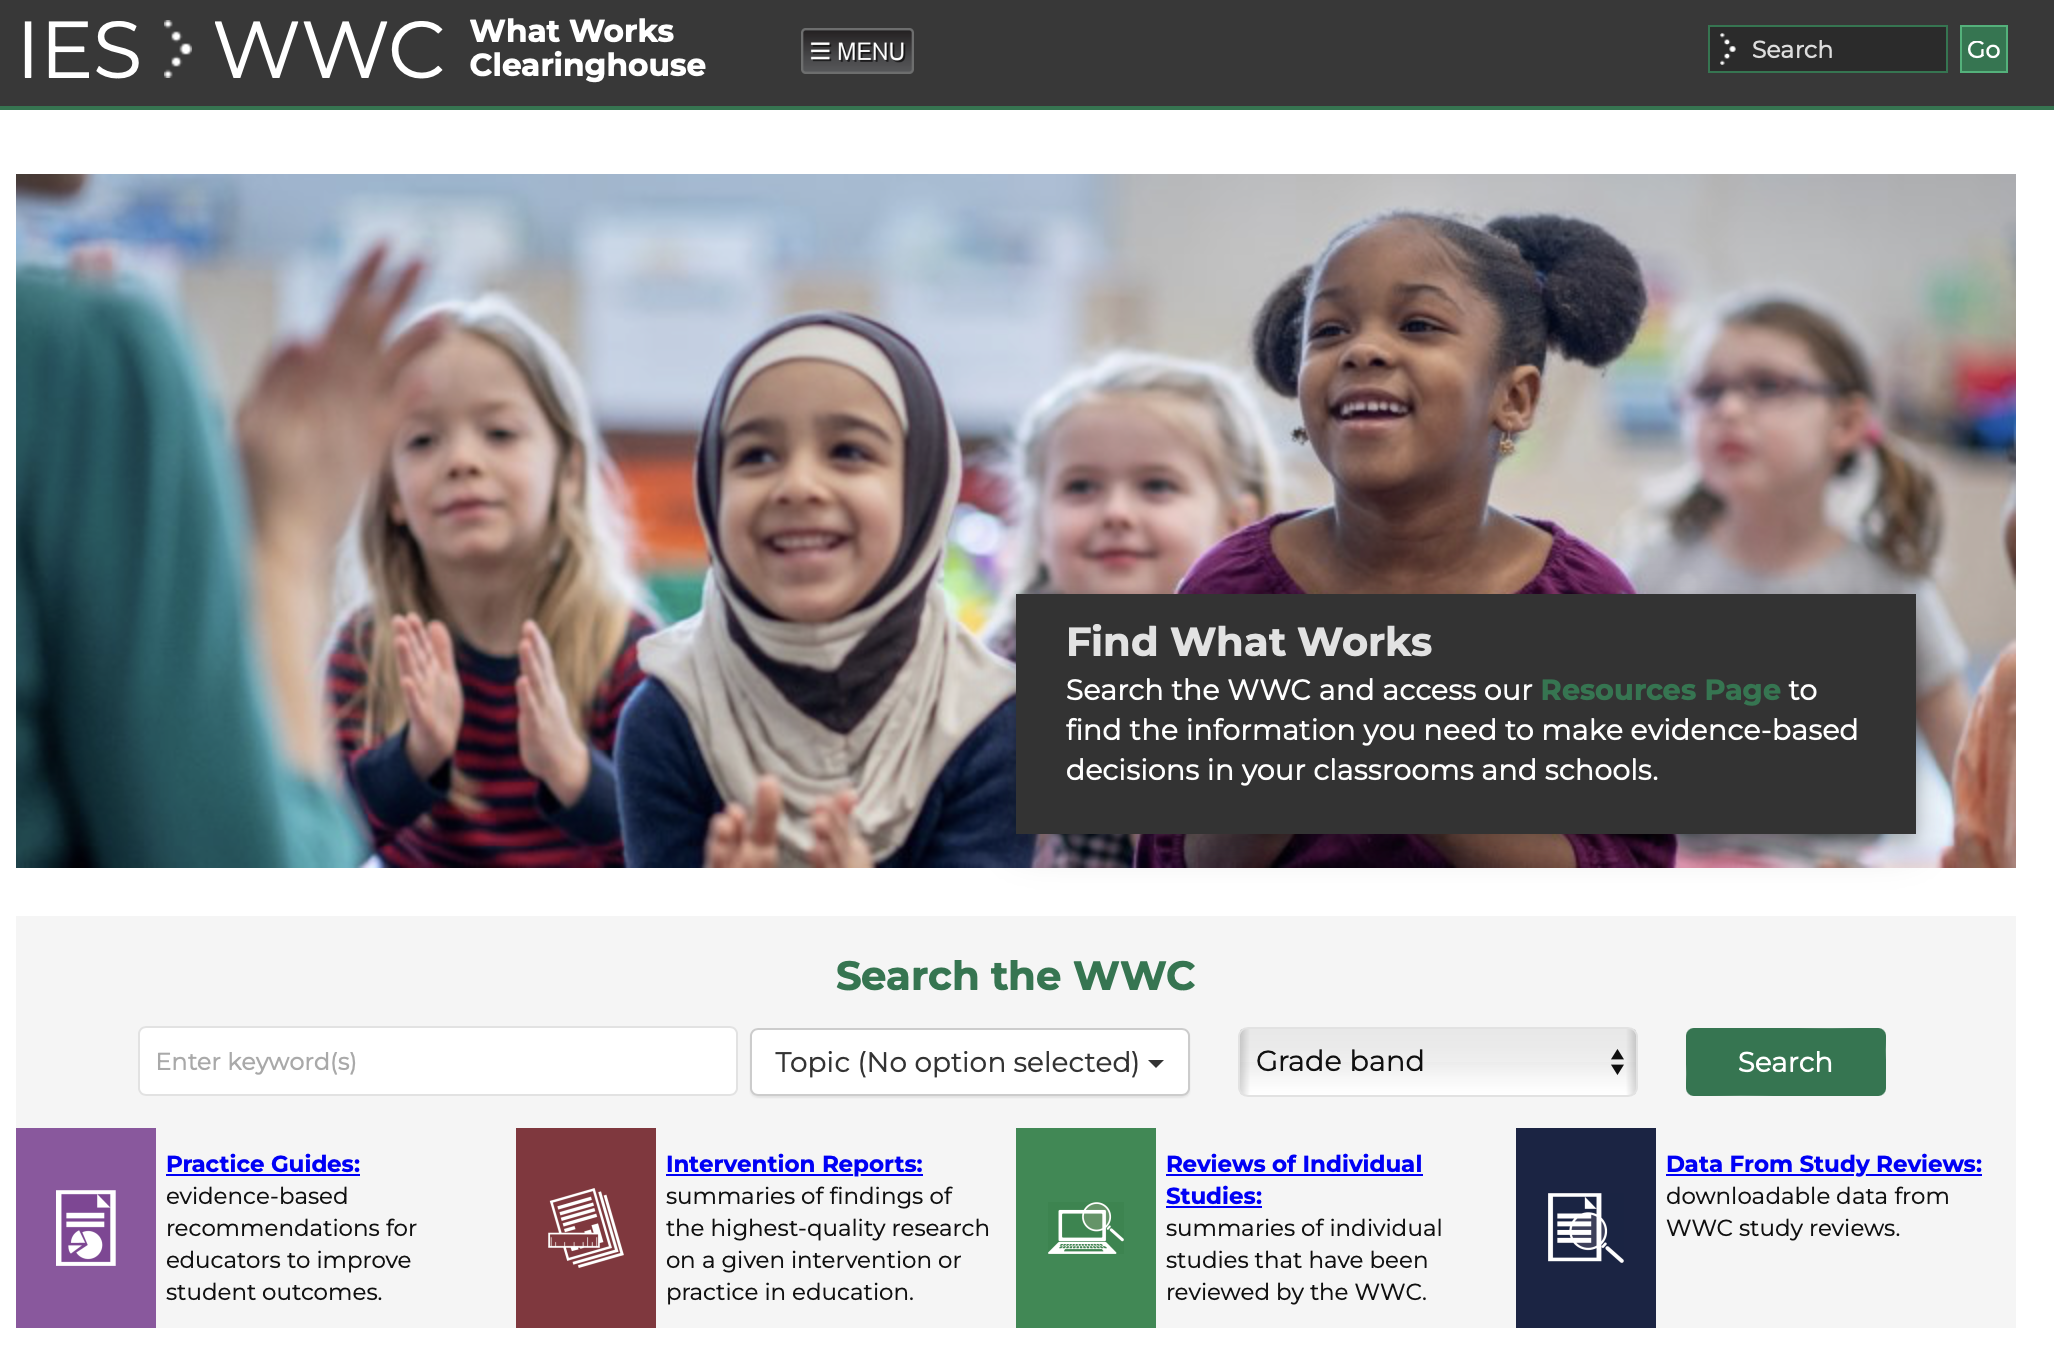 IES WWC What Works
Clearinghouse
☰ MENU
Search
Go
Find What Works
Search the WWC and access our Resources Page to
find the information you need to make evidence-based
decisions in your classrooms and schools.
Search the WWC
Enter keyword(s)
Topic (No option selected)
Grade band
Search
Practice Guides:
evidence-based
recommendations for
educators to improve
student outcomes.
Intervention Reports:
summaries of findings of
the highest-quality research
on a given intervention or
practice in education.
Reviews of Individual
Studies:
summaries of individual
studies that have been
reviewed by the WWC.
Data From Study Reviews:
downloadable data from
WWC study reviews.